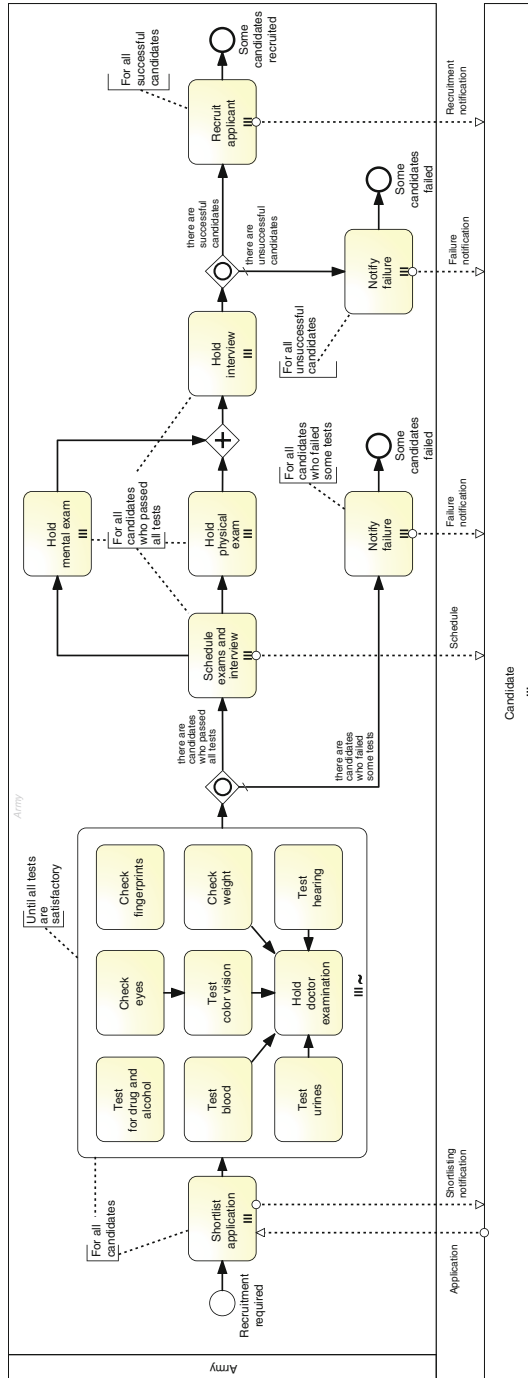 Army
Army
Recruitment
required
Shortlist
application
For all
candidates
Until all tests
are
satisfactory
Test
for drug and
alcohol
Check
eyes
Check
fingerprints
Test
blood
Test
color vision
Check
weight
Test
urines
Hold
doctor
examination
Test
hearing
there are
candidates
who passed
all tests
there are
candidates
who failed
some tests
Schedule
exams and
interview
Hold
mental exam
For all
candidates
who passed
all tests
Hold
physical
exam
Hold
interview
Notify
failure
For all
candidates
who failed
some tests
Some
candidates
failed
there are
successful
candidates
there are
unsuccessful
candidates
For all
unsuccessful
candidates
Notify
failure
Some
candidates
failed
Recruit
applicant
For all
successful
candidates
Some
candidates
recruited
Application
Shortlisting
notification
Schedule
Failure
notification
Failure
notification
Recruitment
notification
Candidate